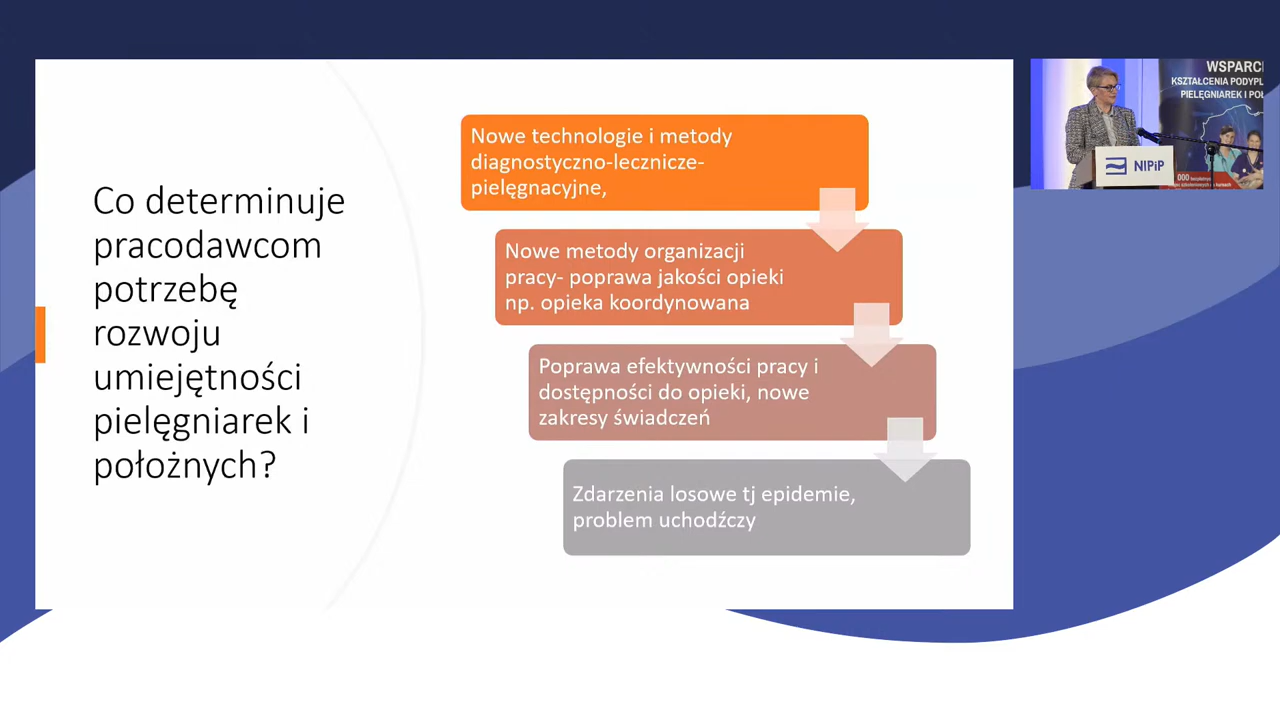 Co determinuje
pracodawcom
potrzebę
rozwoju
umiejętności
pielęgniarek i
położnych?
Nowe technologie i metody
diagnostyczno-lecznicze-
pielęgnacyjne,
Nowe metody organizacji
pracy- poprawa jakości opieki
np. opieka koordynowana
Poprawa efektywności pracy i
dostępności do opieki, nowe
zakresy świadczeń
Zdarzenia losowe tj epidemie,
problem uchodźczy
WSPARC
KSZTAŁCENIA PODYPL
PIELĘGNIAREK I POŁ
NIPiP
000